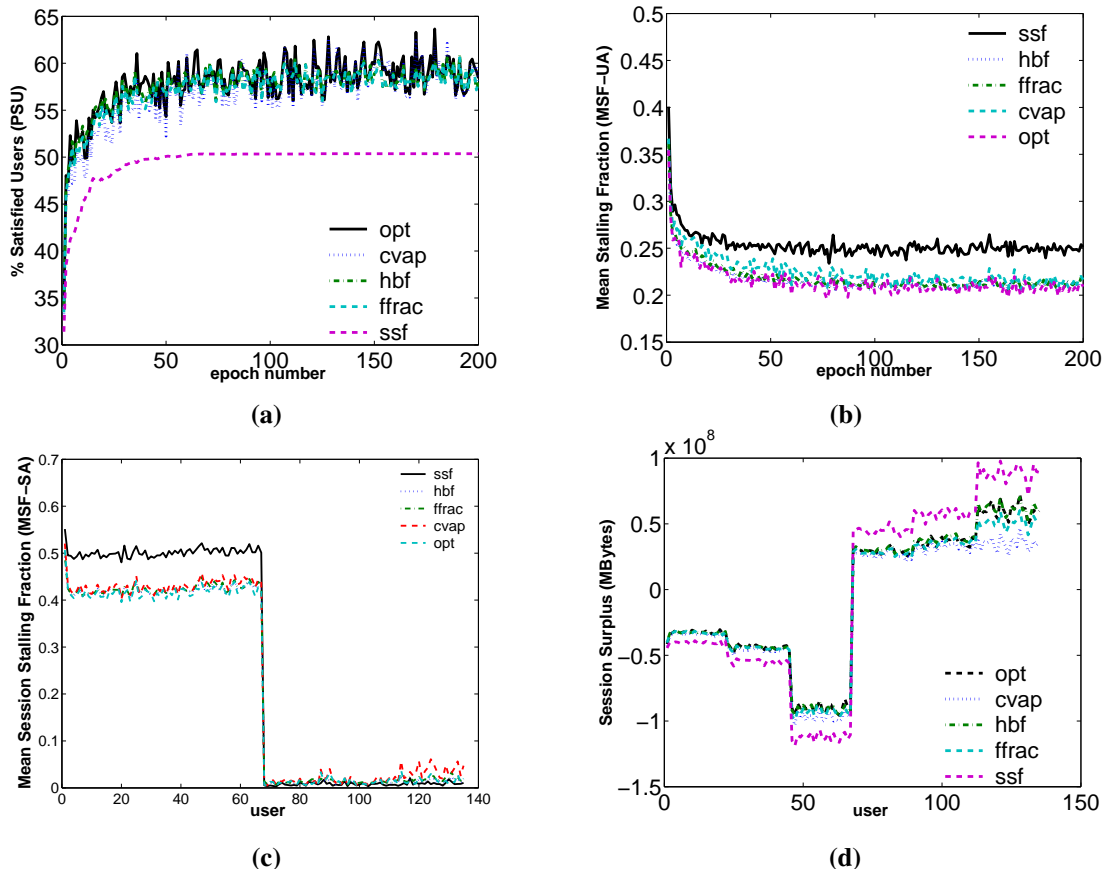 65
60
55
50
45
40
35
30
0
50
100
150
200
% Satisfied Users (PSU)
epoch number
opt
cvap
hbf
ffrac
ssf
(a)
0.5
0.45
0.4
0.35
0.3
0.25
0.2
0.15
0
50
100
150
200
Mean Stalling Fraction (MSF−UA)
epoch number
ssf
hbf
ffrac
cvap
opt
(b)
0.7
0.6
0.5
0.4
0.3
0.2
0.1
0
0
20
40
60
80
100
120
140
Mean Session Stalling Fraction (MSF−SA)
user
ssf
hbf
ffrac
cvap
opt
(c)
x 10^8
1
0.5
0
−0.5
−1
−1.5
0
50
100
150
Session Surplus (MBytes)
user
opt
cvap
hbf
ffrac
ssf
(d)